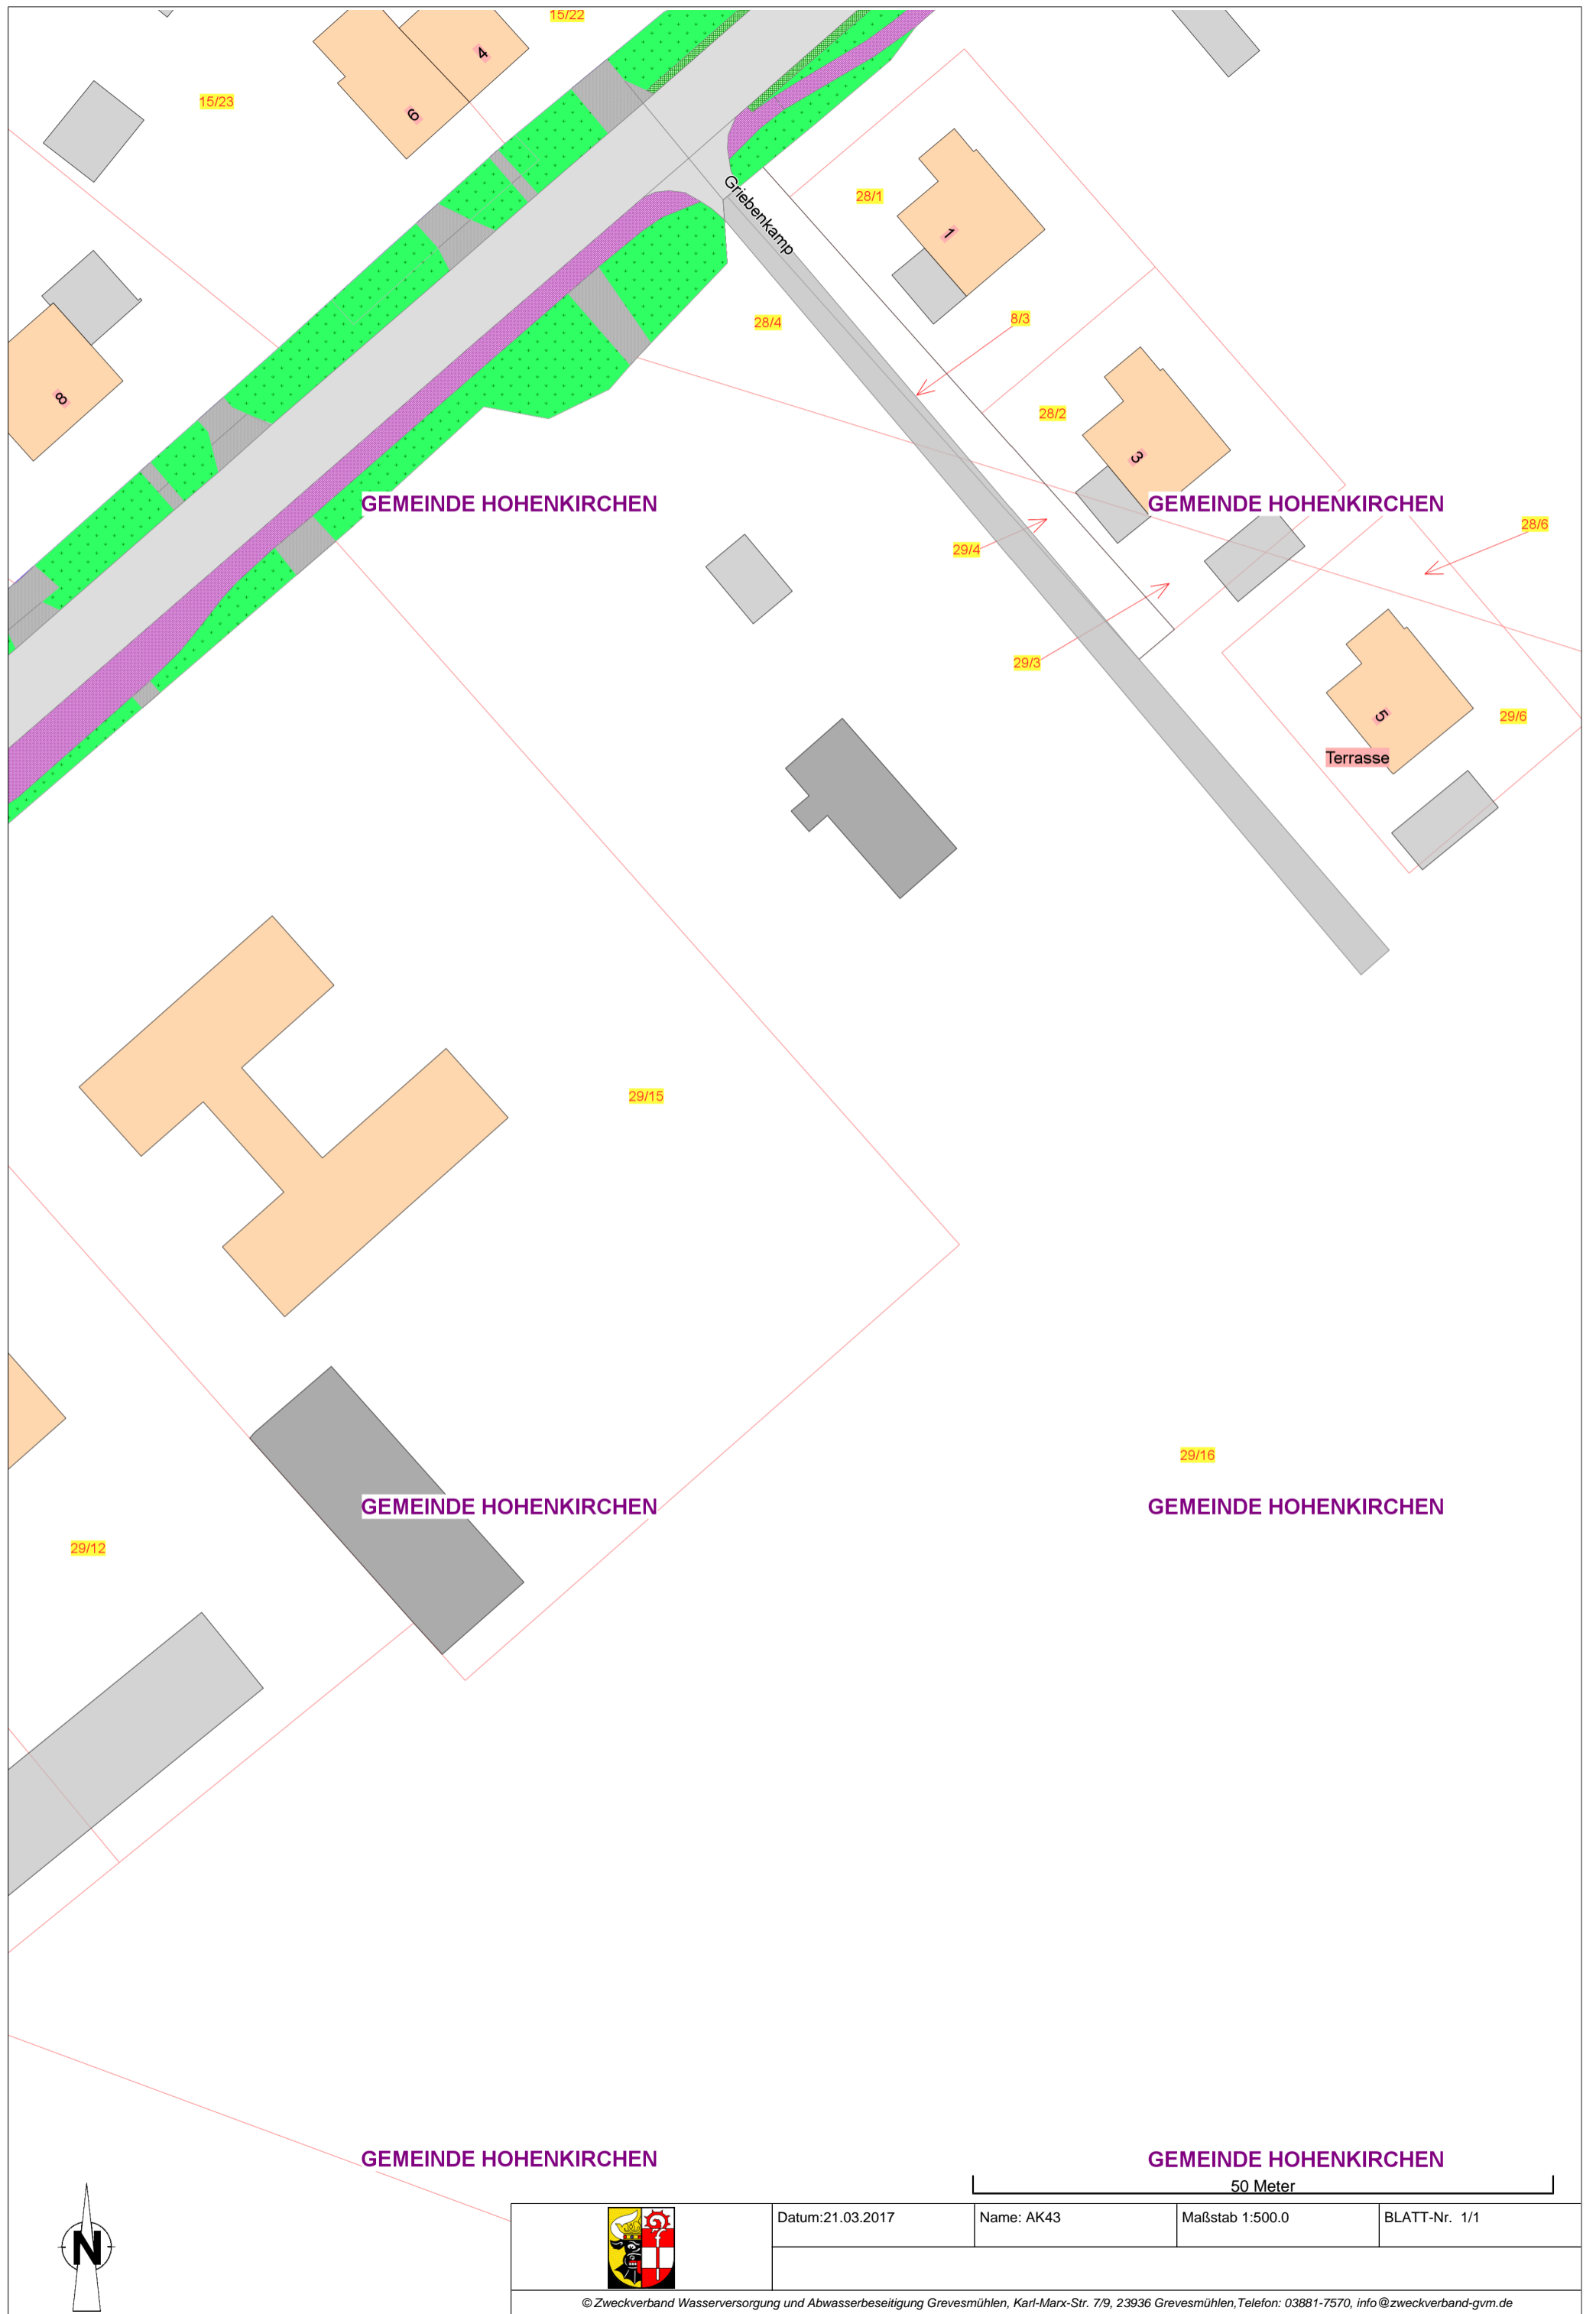 15/22
4
15/23
6
28/1
Griebenkamp
1
8/3
28/4
8
28/2
3
GEMEINDE HOHENKIRCHEN
GEMEINDE HOHENKIRCHEN
28/6
29/4
29/3
5
29/6
Terrasse
29/15
29/16
GEMEINDE HOHENKIRCHEN
GEMEINDE HOHENKIRCHEN
29/12
GEMEINDE HOHENKIRCHEN
GEMEINDE HOHENKIRCHEN
50 Meter
N
Datum:21.03.2017
Name: AK43
Maßstab 1:500.0
BLATT-Nr. 1/1
© Zweckverband Wasserversorgung und Abwasserbeseitigung Grevesmühlen, Karl-Marx-Str. 7/9, 23936 Grevesmühlen,Telefon: 03881-7570, info@zweckverband-gvm.de